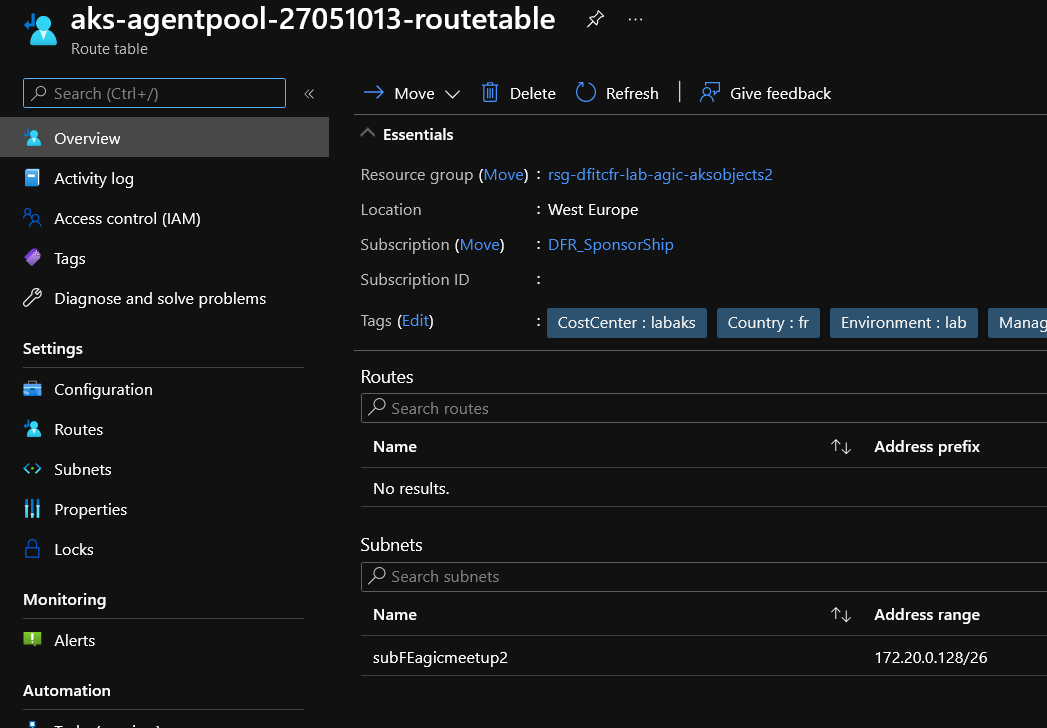 aks-agentpool-27051013-routetable
Route table
Search (Ctrl+/)
Overview
Activity log
Access control (IAM)
Tags
Diagnose and solve problems
Settings
Configuration
Routes
Subnets
Properties
Locks
Monitoring
Alerts
Automation
Move Delete Refresh Give feedback
Essentials
Resource group (Move) : rsg-dfitcfr-lab-agic-aksobjects2
Location : West Europe
Subscription (Move) : DFR_SponsorShip
Subscription ID :
Tags (Edit) : CostCenter : labaks Country : fr Environment : lab Manag
Routes
Search routes
Name Address prefix
No results.
Subnets
Search subnets
Name Address range
subFEagicmeetup2 172.20.0.128/26